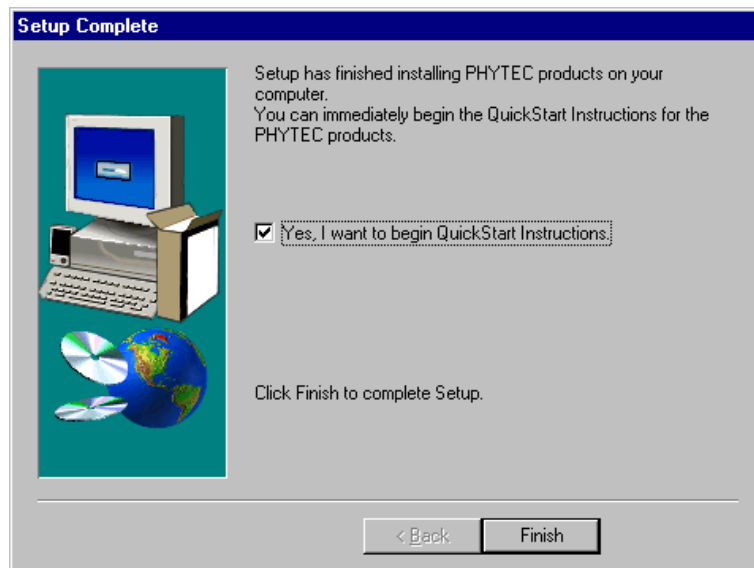 Setup Complete
Setup has finished installing PHYTEC products on your
computer.
You can immediately begin the QuickStart Instructions for the
PHYTEC products.
Yes, I want to begin QuickStart Instructions.
Click Finish to complete Setup.
< Back
Finish